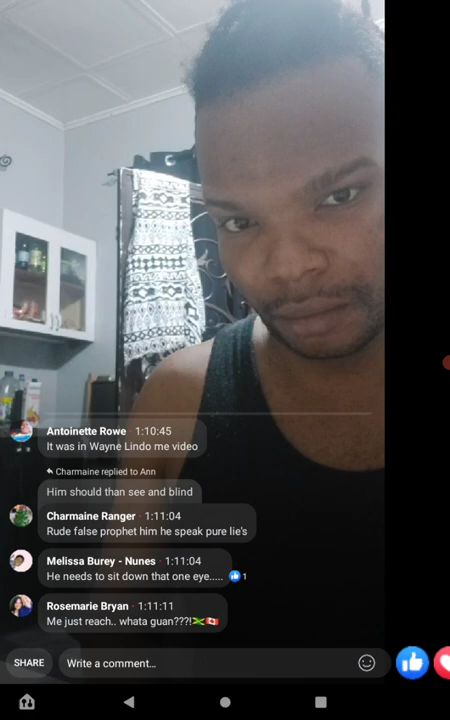 Antoinette Rowe · 1:10:45
It was in Wayne Lindo me video
Charmaine replied to Ann
Him should than see and blind
Charmaine Ranger · 1:11:04
Rude false prophet him he speak pure lie's
Melissa Burey - Nunes · 1:11:04
He needs to sit down that one eye..... 1
Rosemarie Bryan · 1:11:11
Me just reach.. whata guan???!🇯🇲🇨🇦
SHARE
Write a comment...